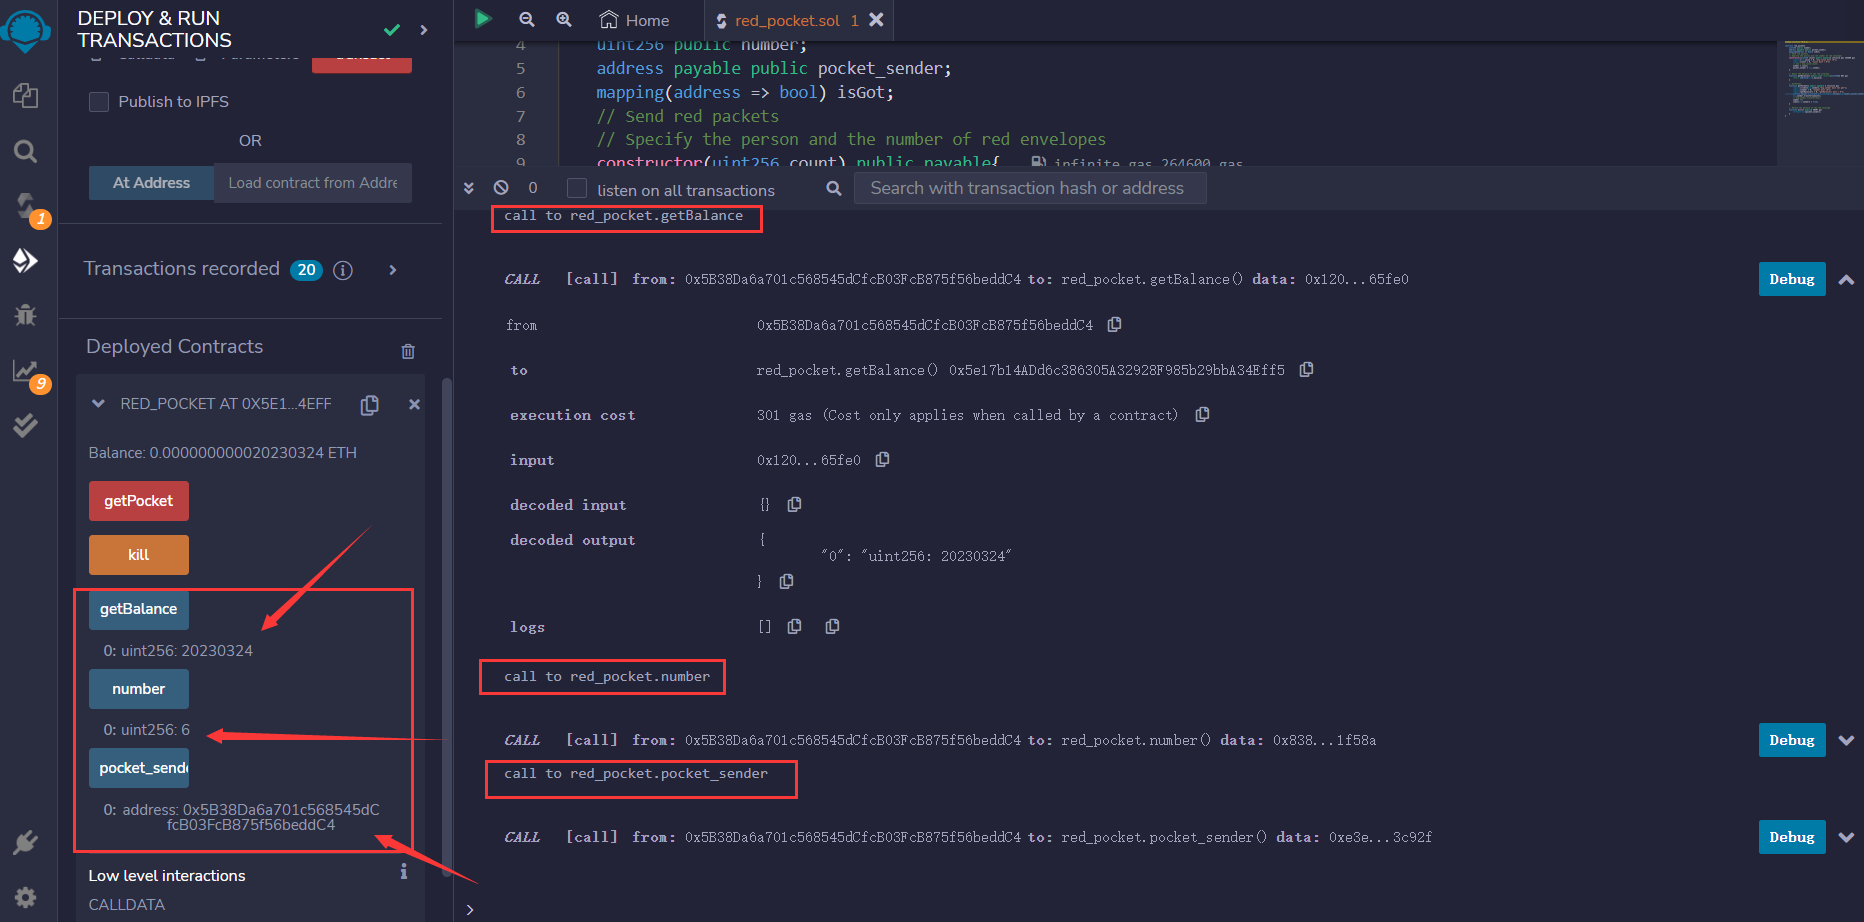 DEPLOY & RUN
TRANSACTIONS
Publish to IPFS
OR
At Address
Load contract from Addre
Transactions recorded 20
Deployed Contracts
RED_POCKET AT 0X5E1...4EFF
Balance: 0.000000000020230324 ETH
getPocket
kill
getBalance
0: uint256: 20230324
number
0: uint256: 6
pocket_sende
0: address: 0x5B38Da6a701c568545dC
fcB03FcB875f56beddC4
Low level interactions
CALLDATA
1
9
Home
red_pocket.sol 1
4 uint256 public number;
5 address payable public pocket_sender;
6 mapping(address => bool) isGot;
7 // Send red packets
8 // Specify the person and the number of red envelopes
9 constructor(uint256 count) public payable{ infinite gas 264600 gas
0 listen on all transactions
Search with transaction hash or address
call to red_pocket.getBalance
CALL [call] from: 0x5B38Da6a701c568545dCfcB03FcB875f56beddC4 to: red_pocket.getBalance() data: 0x120...65fe0 Debug
from 0x5B38Da6a701c568545dCfcB03FcB875f56beddC4
to red_pocket.getBalance() 0x5e17b14ADd6c386305A32928F985b29bbA34Eff5
execution cost 301 gas (Cost only applies when called by a contract)
input 0x120...65fe0
decoded input {}
decoded output {
"0": "uint256: 20230324"
}
logs []
call to red_pocket.number
CALL [call] from: 0x5B38Da6a701c568545dCfcB03FcB875f56beddC4 to: red_pocket.number() data: 0x838...1f58a Debug
call to red_pocket.pocket_sender
CALL [call] from: 0x5B38Da6a701c568545dCfcB03FcB875f56beddC4 to: red_pocket.pocket_sender() data: 0xe3e...3c92f Debug
>